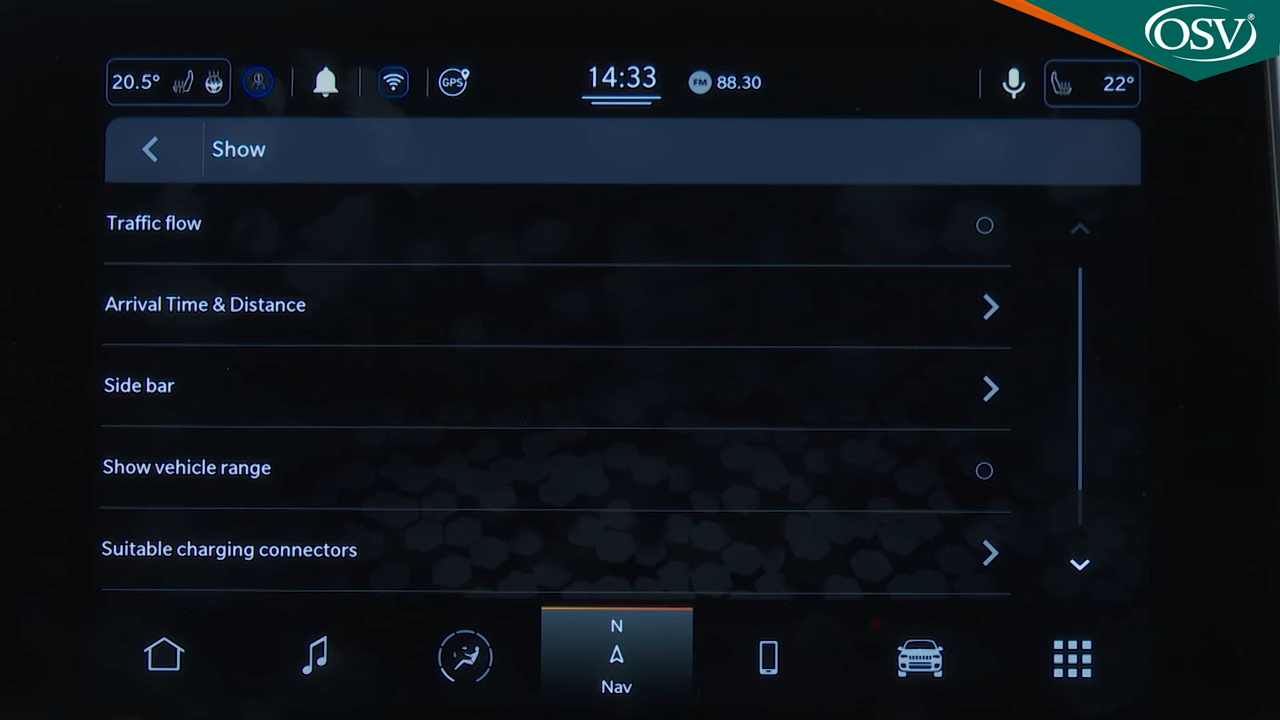 OSV®
20.5°
GPS
14:33
FM 88.30
22°
Show
Traffic flow
Arrival Time & Distance
Side bar
Show vehicle range
Suitable charging connectors
N
Nav